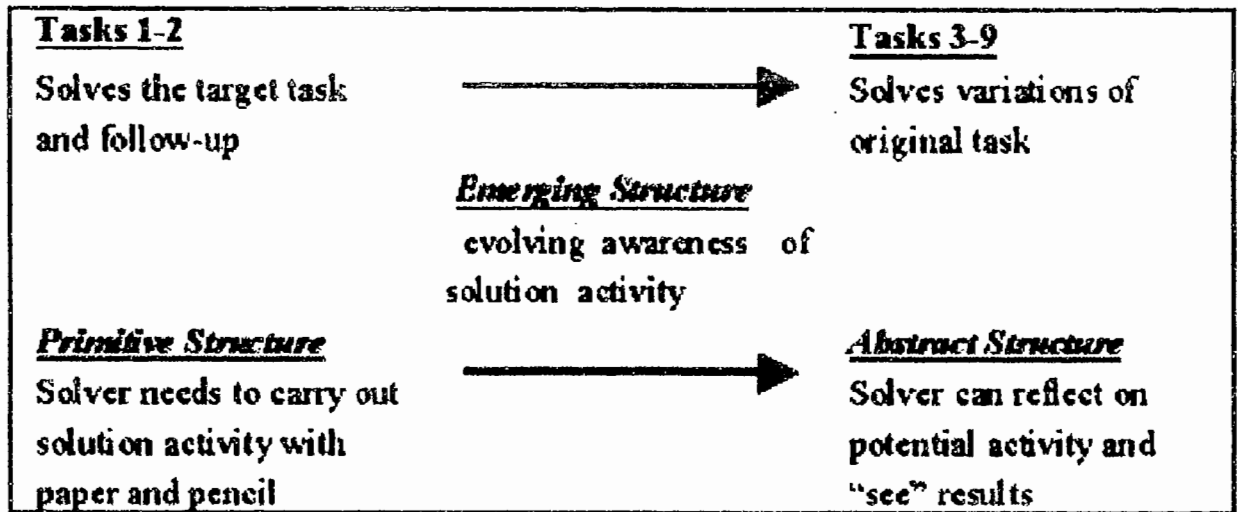 Tasks 1-2
Solves the target task
and follow-up
Tasks 3-9
Solves variations of
original task
Emerging Structure
evolving awareness of
solution activity
Primitive Structure
Solver needs to carry out
solution activity with
paper and pencil
Abstract Structure
Solver can reflect on
potential activity and
"see" results